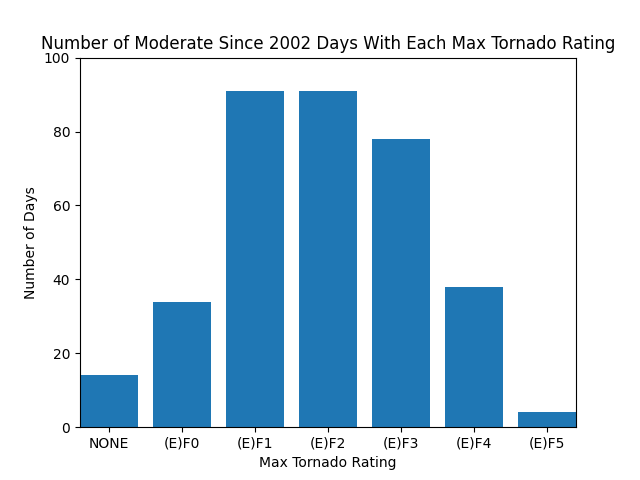 Number of Moderate Since 2002 Days With Each Max Tornado Rating
100
80
60
40
20
0
Number of Days
NONE (E)F0 (E)F1 (E)F2 (E)F3 (E)F4 (E)F5
Max Tornado Rating